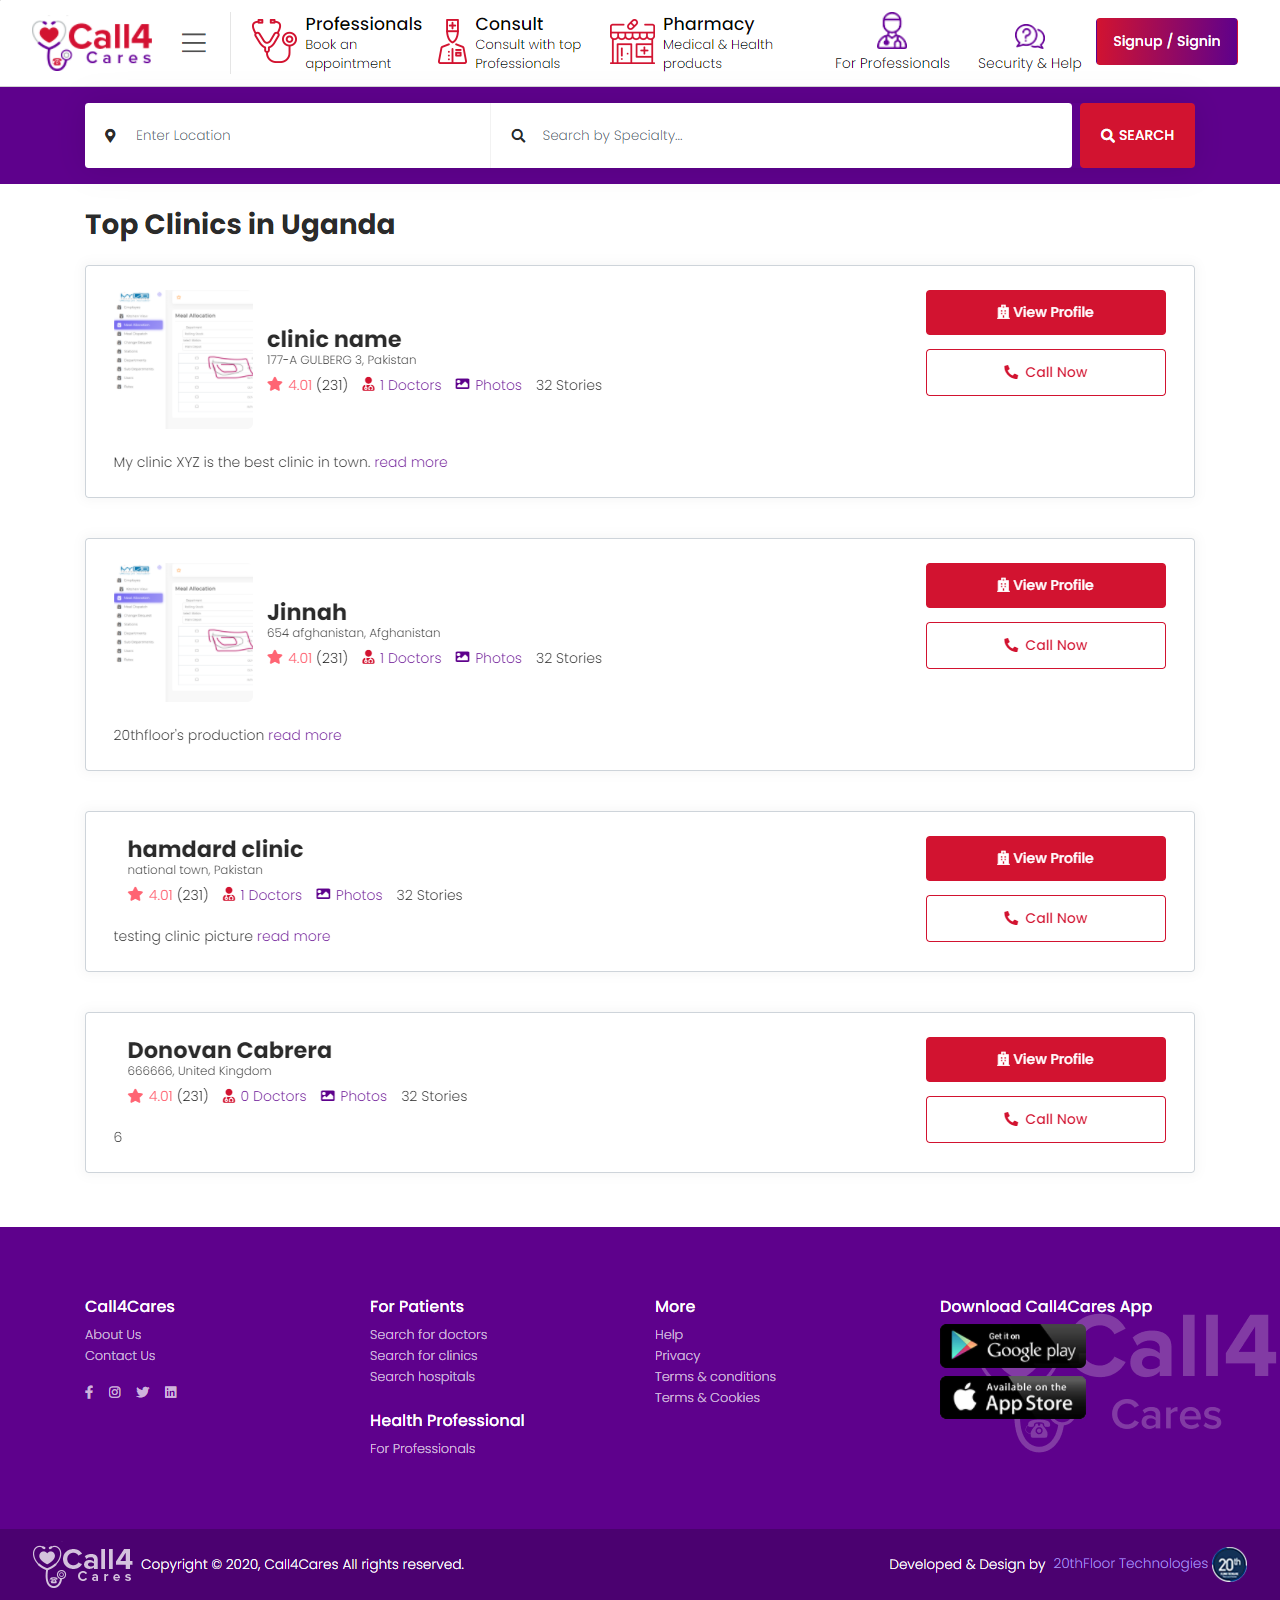 Call4
Cares
Professionals
Book an
appointment
Consult
Consult with top
Professionals
Pharmacy
Medical & Health
products
For Professionals
Security & Help
Signup / Signin
Enter Location
Search by Specialty...
SEARCH
Top Clinics in Uganda
Meal Allocation
clinic name
177-A GULBERG 3, Pakistan
4.01 (231) 1 Doctors Photos 32 Stories
View Profile
Call Now
My clinic XYZ is the best clinic in town. read more
Meal Allocation
Jinnah
654 afghanistan, Afghanistan
4.01 (231) 1 Doctors Photos 32 Stories
View Profile
Call Now
20thfloor's production read more
hamdard clinic
national town, Pakistan
4.01 (231) 1 Doctors Photos 32 Stories
View Profile
Call Now
testing clinic picture read more
Donovan Cabrera
666666, United Kingdom
4.01 (231) 0 Doctors Photos 32 Stories
View Profile
Call Now
6
Call4Cares
About Us
Contact Us
For Patients
Search for doctors
Search for clinics
Search hospitals
Health Professional
For Professionals
More
Help
Privacy
Terms & conditions
Terms & Cookies
Download Call4Cares App
Get it on
Google play
Available on the
App Store
Call4
Cares
Call4
Cares
Copyright © 2020, Call4Cares All rights reserved.
Developed & Design by 20thFloor Technologies
20th